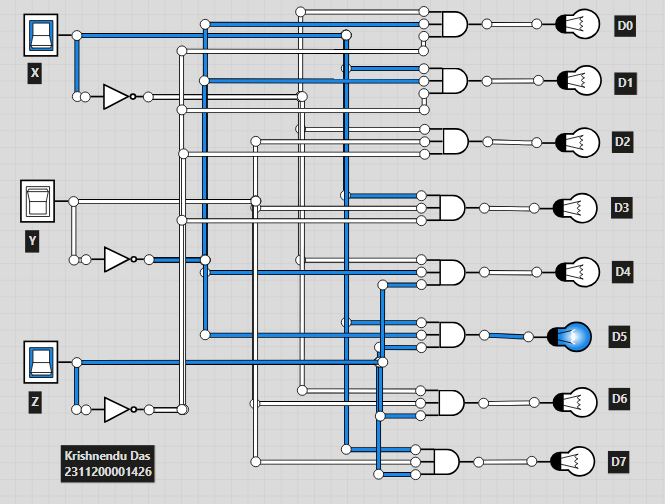 D0
X
D1
D2
Y
D3
D4
D5
Z
D6
D7
Krishnendu Das
2311200001426